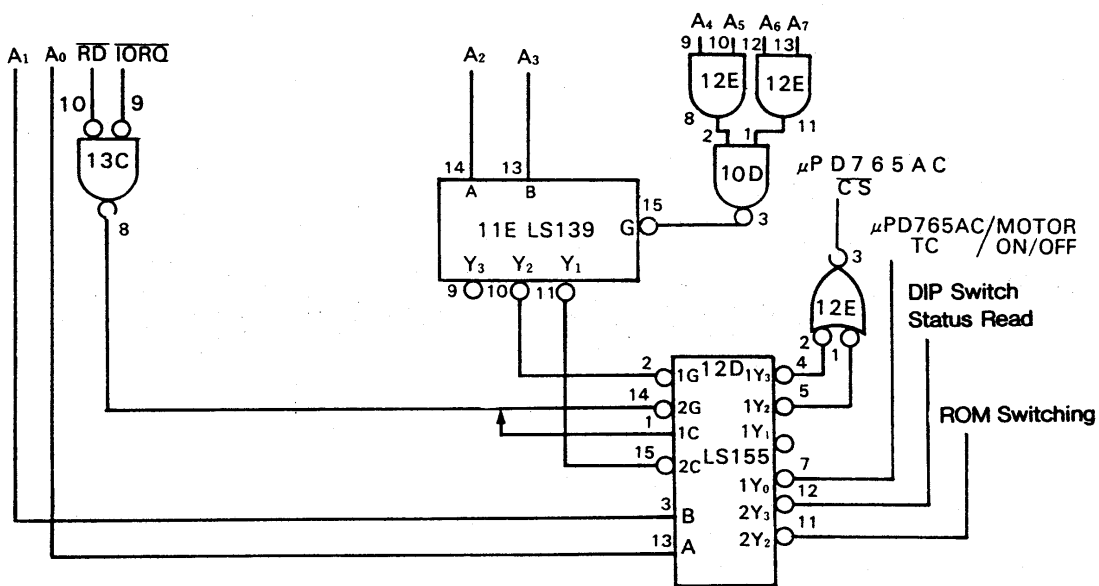 A₄ A₅ A₆ A₇
9 10 12 13
A₁ A₀ R̅D̅ I̅O̅R̅Q̅
A₂ A₃
12E 12E
10 9
8 11
2 1
13C
10D
14 13
A B
15
3
8
11E LS139 G
μPD765AC
C̅S̅
μPD765AC/MOTOR
TC / ON/OFF
3
Y₃ Y₂ Y₁
9 10 11
DIP Switch
Status Read
12E
2 1
2 1G 12D 1Y₃ 4
14 2G 1Y₂ 5
ROM Switching
1 1C 1Y₁
LS155
15 2C 1Y₀ 7
2Y₃ 12
3 B
2Y₂ 11
13 A